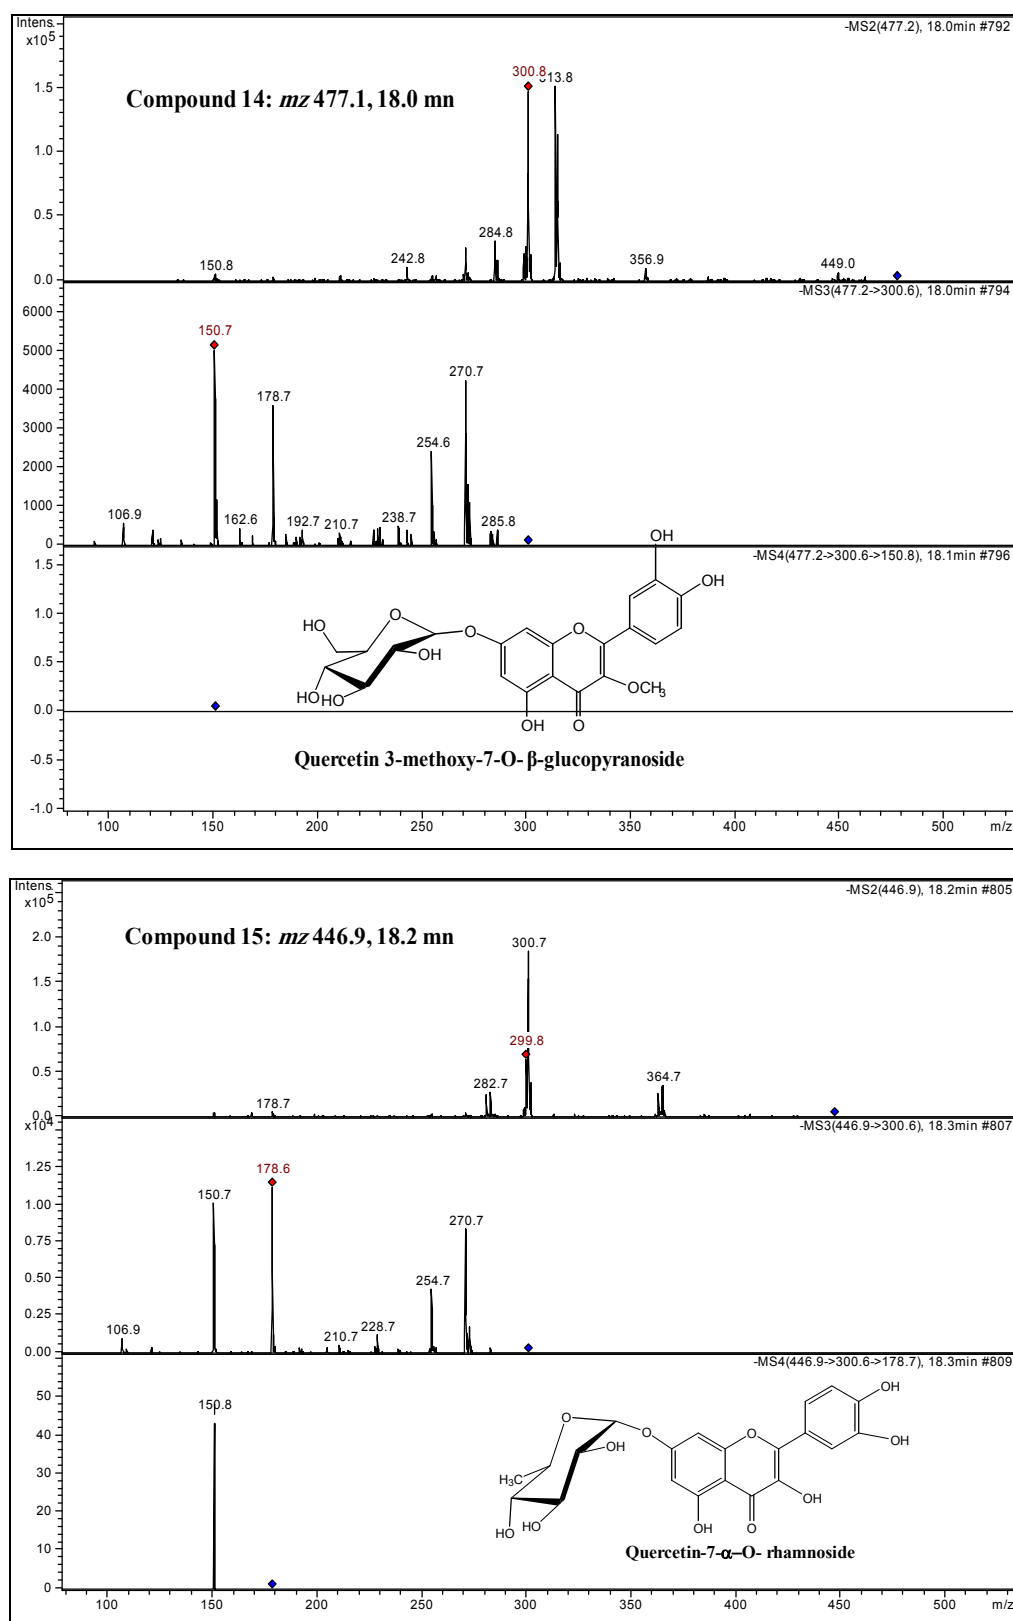 Intens.
x10⁵
-MS2(477.2), 18.0min #792
Compound 14: mz 477.1, 18.0 mn
300.8
313.8
1.5
1.0
0.5
0.0
150.8
242.8
284.8
356.9
449.0
-MS3(477.2->300.6), 18.0min #794
6000
5000
4000
3000
2000
1000
0
150.7
178.7
270.7
254.6
106.9
162.6
192.7
210.7
238.7
285.8
-MS4(477.2->300.6->150.8), 18.1min #796
1.5
1.0
0.5
0.0
-0.5
-1.0
OH
OH
HO
O
O
O
OH
HO
HO
OCH₃
OH
O
Quercetin 3-methoxy-7-O-β-glucopyranoside
100 150 200 250 300 350 400 450 500 m/z
Intens.
x10⁵
-MS2(446.9), 18.2min #805
Compound 15: mz 446.9, 18.2 mn
300.7
2.0
1.5
1.0
0.5
0.0
299.8
282.7
178.7
364.7
x10⁴
-MS3(446.9->300.6), 18.3min #807
1.25
1.00
0.75
0.50
0.25
0.00
178.6
150.7
270.7
254.7
106.9
210.7
228.7
-MS4(446.9->300.6->178.7), 18.3min #809
50
40
30
20
10
0
150.8
OH
O
O
O
OH
OH
H₃C
OH
HO
HO
OH
O
Quercetin-7-α–O- rhamnoside
100 150 200 250 300 350 400 450 500 m/z